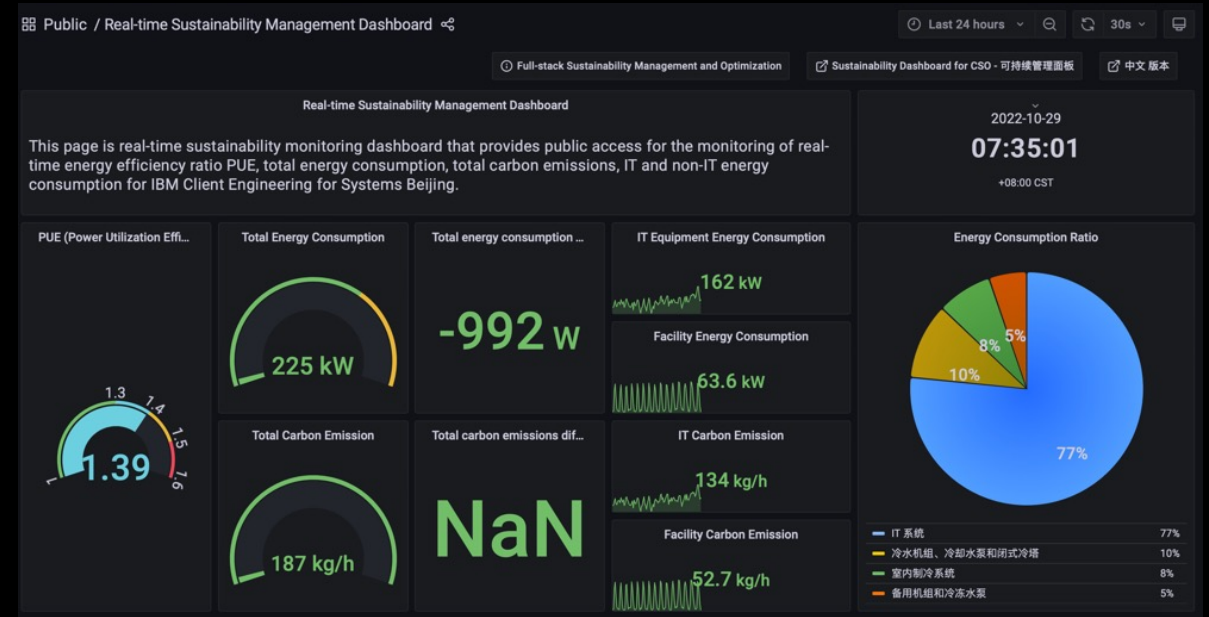 Public / Real-time Sustainability Management Dashboard
Last 24 hours
30s
Full-stack Sustainability Management and Optimization
Sustainability Dashboard for CSO - 可持续管理面板
中文 版本
Real-time Sustainability Management Dashboard
This page is real-time sustainability monitoring dashboard that provides public access for the monitoring of real-
time energy efficiency ratio PUE, total energy consumption, total carbon emissions, IT and non-IT energy
consumption for IBM Client Engineering for Systems Beijing.
2022-10-29
07:35:01
+08:00 CST
PUE (Power Utilization Effi...
1
1.3
1.4
1.5
1.6
1.39
Total Energy Consumption
225 kW
Total energy consumption ...
-992 W
IT Equipment Energy Consumption
162 kW
Facility Energy Consumption
63.6 kW
Total Carbon Emission
187 kg/h
Total carbon emissions dif...
NaN
IT Carbon Emission
134 kg/h
Facility Carbon Emission
52.7 kg/h
Energy Consumption Ratio
5%
8%
10%
77%
IT 系统 77%
冷水机组、冷却水泵和闭式冷塔 10%
室内制冷系统 8%
备用机组和冷冻水泵 5%